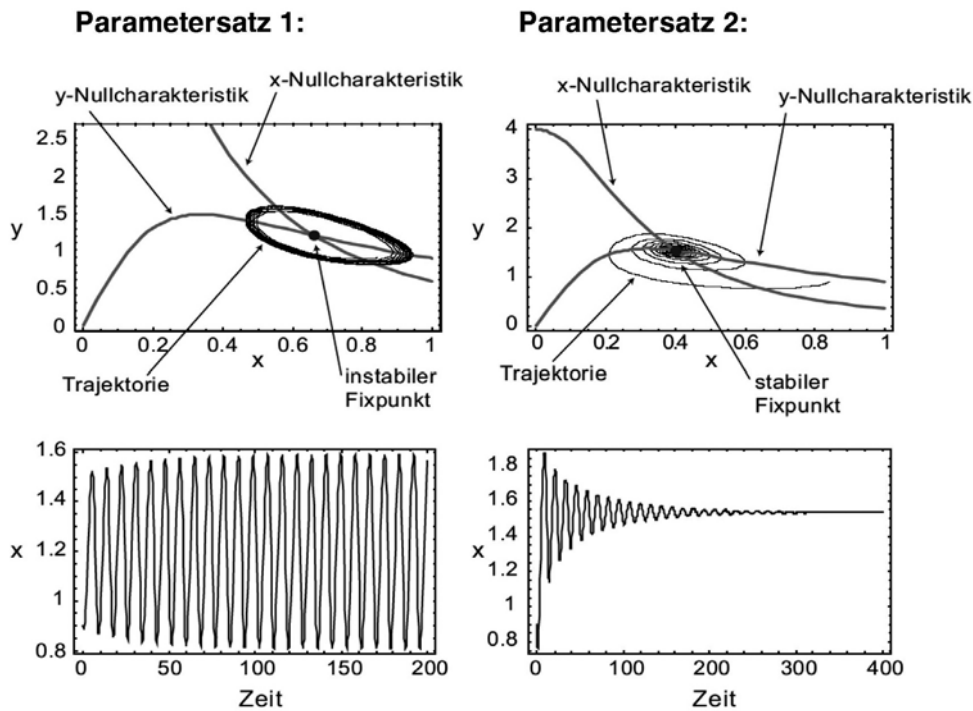 Parametersatz 1:
Parametersatz 2:
x-Nullcharakteristik
y-Nullcharakteristik
2.5
2
1.5
1
0.5
0
y
0
0.2
0.4
0.6
0.8
1
x
Trajektorie
instabiler
Fixpunkt
x-Nullcharakteristik
y-Nullcharakteristik
4
3
2
1
0
y
0
0.2
0.4
0.6
0.8
1
x
Trajektorie
stabiler
Fixpunkt
1.6
1.4
1.2
1
0.8
x
0
50
100
150
200
Zeit
1.8
1.6
1.4
1.2
1
0.8
x
0
100
200
300
400
Zeit